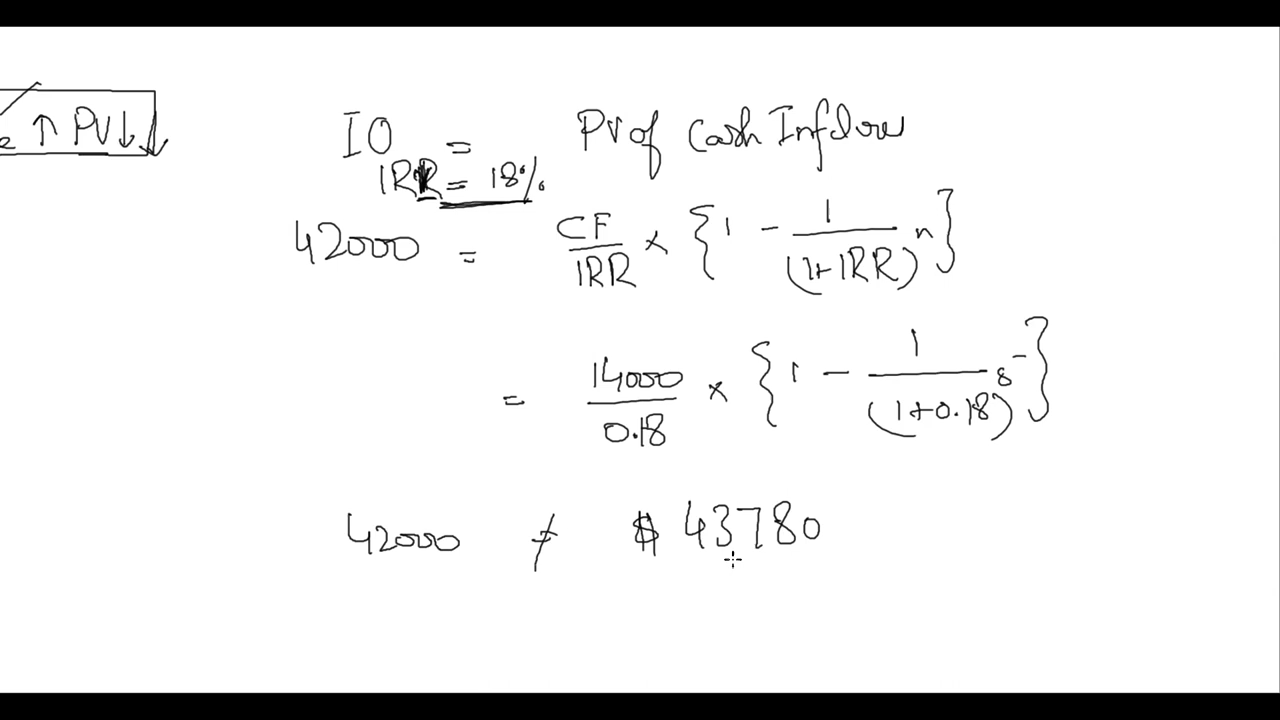 e ↑ PV↓↓
IO = PV of Cash Inflow
IRR = 18%
42000 = CF/IRR × {1 - 1/(1+IRR)^n}
= 14000/0.18 × {1 - 1/(1+0.18)^5}
42000 ≠ $43780